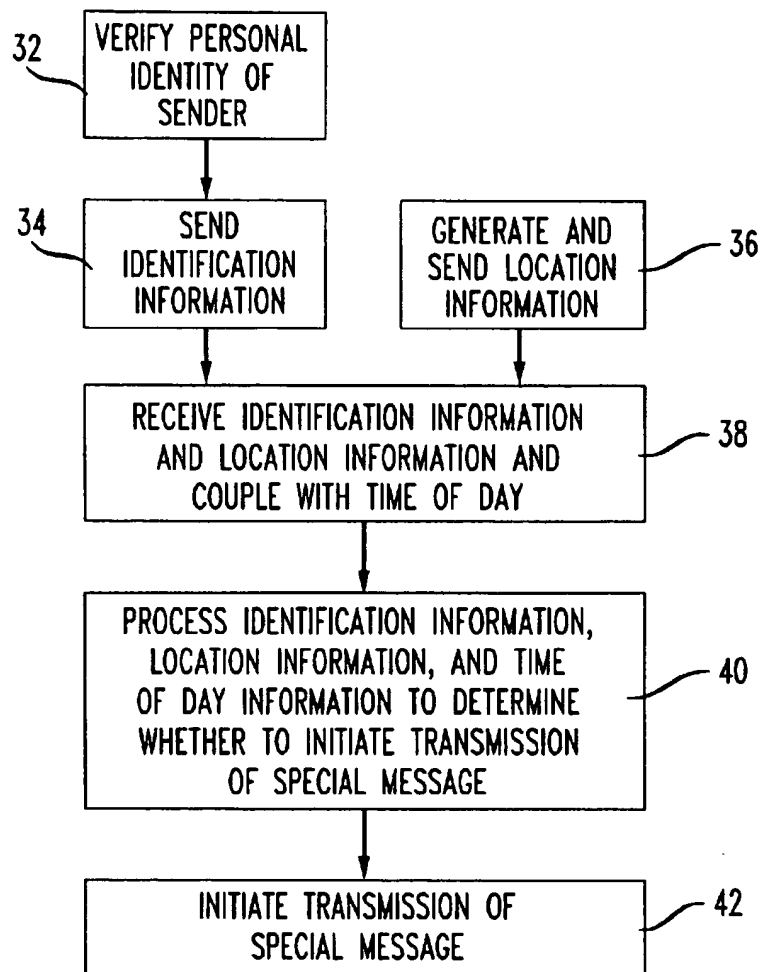 32
VERIFY PERSONAL
IDENTITY OF
SENDER
34
SEND
IDENTIFICATION
INFORMATION
GENERATE AND
SEND LOCATION
INFORMATION
36
RECEIVE IDENTIFICATION INFORMATION
AND LOCATION INFORMATION AND
COUPLE WITH TIME OF DAY
38
PROCESS IDENTIFICATION INFORMATION,
LOCATION INFORMATION, AND TIME
OF DAY INFORMATION TO DETERMINE
WHETHER TO INITIATE TRANSMISSION
OF SPECIAL MESSAGE
40
INITIATE TRANSMISSION OF
SPECIAL MESSAGE
42